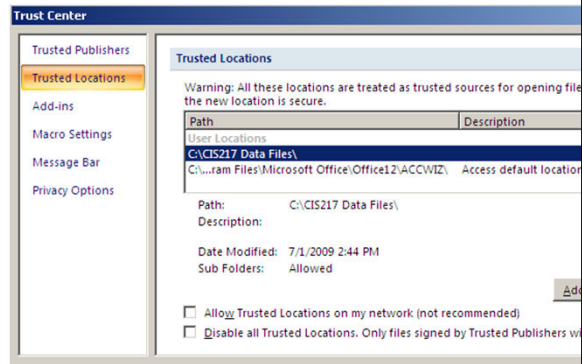 Trust Center
Trusted Publishers
Trusted Locations
Add-ins
Macro Settings
Message Bar
Privacy Options
Trusted Locations
Warning: All these locations are treated as trusted sources for opening file
the new location is secure.
Path Description
User Locations
C:\CIS217 Data Files\
C:\...ram Files\Microsoft Office\Office12\ACCWIZ\ Access default location
Path: C:\CIS217 Data Files\
Description:
Date Modified: 7/1/2009 2:44 PM
Sub Folders: Allowed
Add
Allow Trusted Locations on my network (not recommended)
Disable all Trusted Locations. Only files signed by Trusted Publishers wi